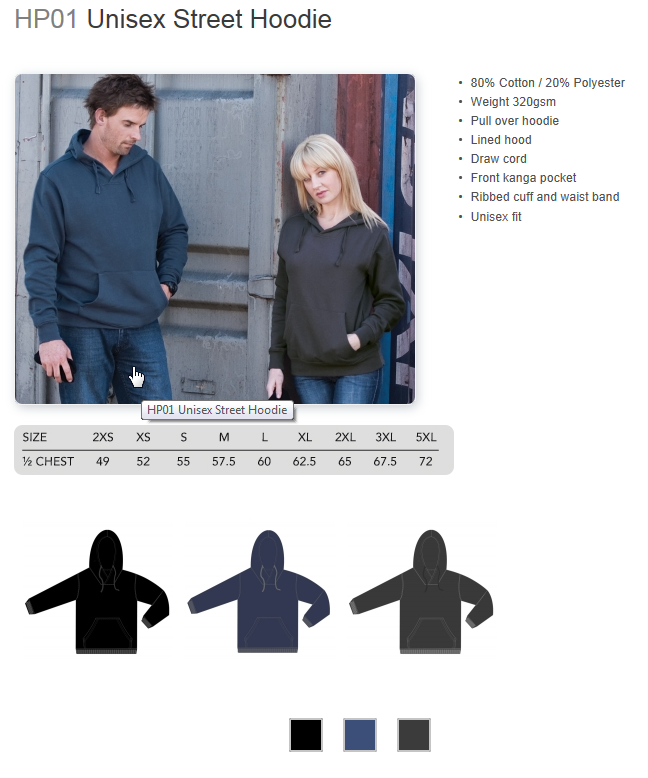 HP01 Unisex Street Hoodie
• 80% Cotton / 20% Polyester
• Weight 320gsm
• Pull over hoodie
• Lined hood
• Draw cord
• Front kanga pocket
• Ribbed cuff and waist band
• Unisex fit
HP01 Unisex Street Hoodie
SIZE 2XS XS S M L XL 2XL 3XL 5XL
½ CHEST 49 52 55 57.5 60 62.5 65 67.5 72